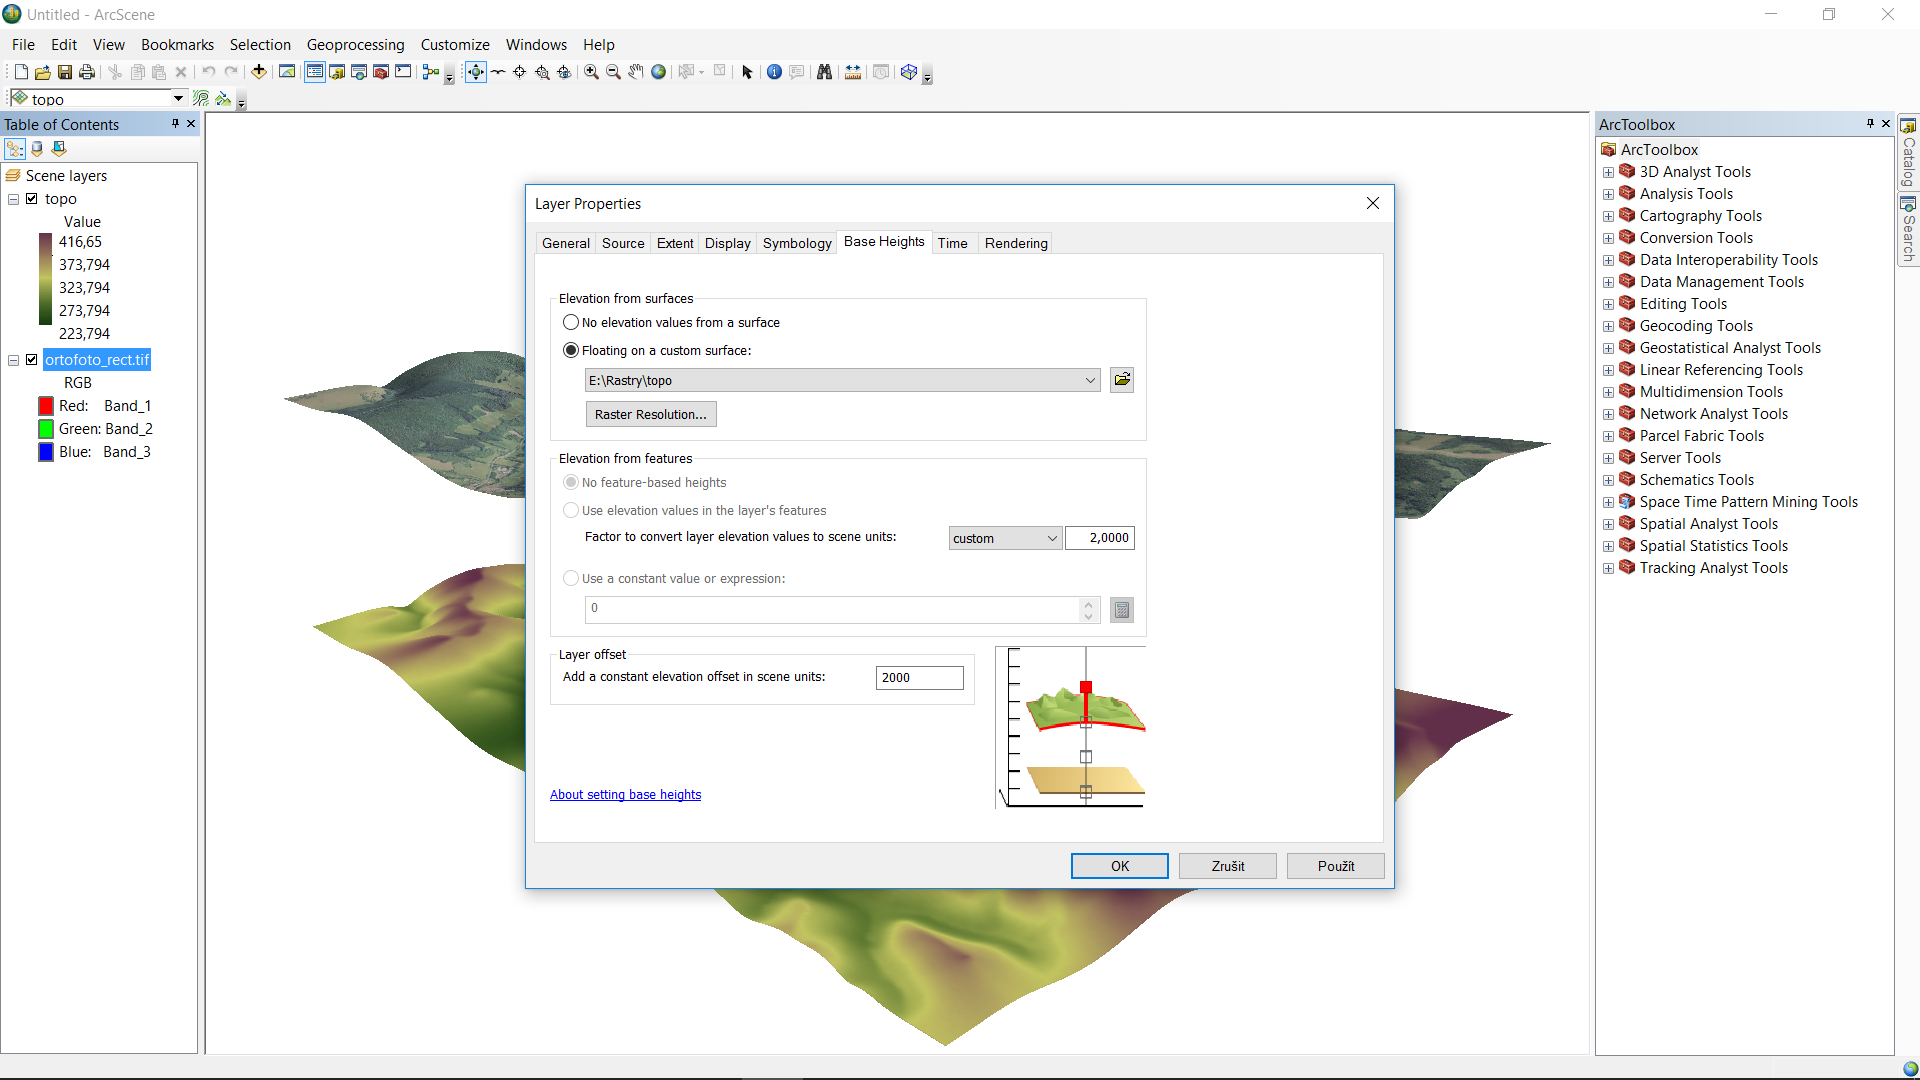 Untitled - ArcScene
File Edit View Bookmarks Selection Geoprocessing Customize Windows Help
topo
Table of Contents
Scene layers
topo
Value
416,65
373,794
323,794
273,794
223,794
ortofoto_rect.tif
RGB
Red: Band_1
Green: Band_2
Blue: Band_3
Layer Properties
General Source Extent Display Symbology Base Heights Time Rendering
Elevation from surfaces
No elevation values from a surface
Floating on a custom surface:
E:\Rastry\topo
Raster Resolution...
Elevation from features
No feature-based heights
Use elevation values in the layer's features
Factor to convert layer elevation values to scene units: custom 2,0000
Use a constant value or expression:
0
Layer offset
Add a constant elevation offset in scene units: 2000
About setting base heights
OK Zrušit Použít
ArcToolbox
ArcToolbox
3D Analyst Tools
Analysis Tools
Cartography Tools
Conversion Tools
Data Interoperability Tools
Data Management Tools
Editing Tools
Geocoding Tools
Geostatistical Analyst Tools
Linear Referencing Tools
Multidimension Tools
Network Analyst Tools
Parcel Fabric Tools
Server Tools
Schematics Tools
Space Time Pattern Mining Tools
Spatial Analyst Tools
Spatial Statistics Tools
Tracking Analyst Tools
Catalog
Search